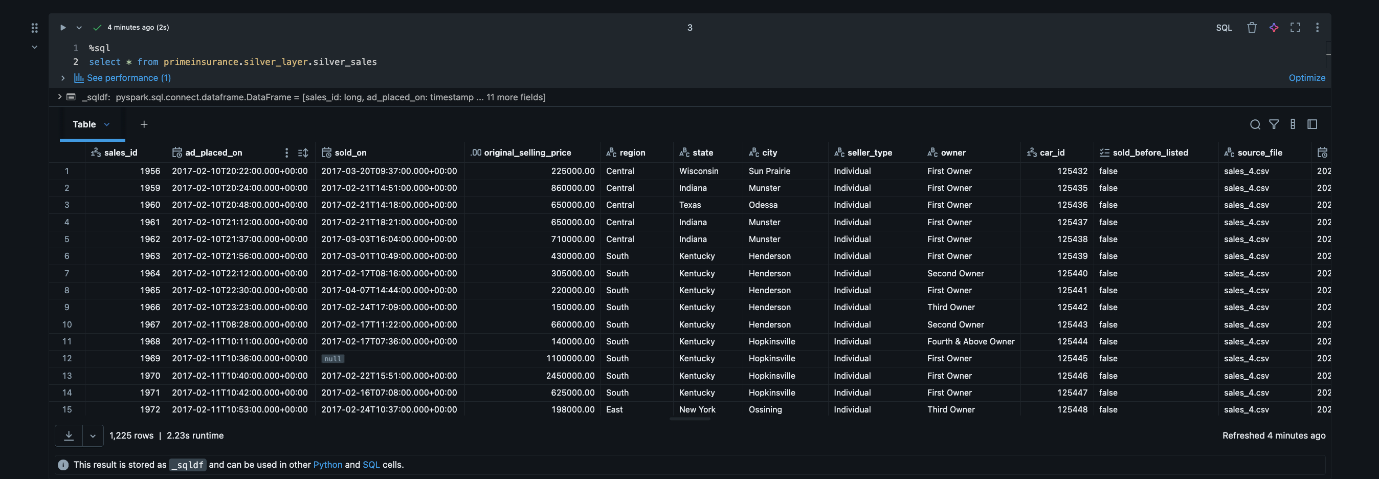 4 minutes ago (2s)
3
SQL
1 %sql
2 select * from primeinsurance.silver_layer.silver_sales
See performance (1)
Optimize
_sqldf: pyspark.sql.connect.dataframe.DataFrame = [sales_id: long, ad_placed_on: timestamp ... 11 more fields]
Table
+
sales_id ad_placed_on sold_on .00 original_selling_price region state city seller_type owner car_id sold_before_listed source_file
1 1956 2017-02-10T20:22:00.000+00:00 2017-03-20T09:37:00.000+00:00 225000.00 Central Wisconsin Sun Prairie Individual First Owner 125432 false sales_4.csv 202
2 1959 2017-02-10T20:24:00.000+00:00 2017-02-21T14:51:00.000+00:00 860000.00 Central Indiana Munster Individual First Owner 125435 false sales_4.csv 202
3 1960 2017-02-10T20:48:00.000+00:00 2017-02-21T14:18:00.000+00:00 650000.00 Central Texas Odessa Individual First Owner 125436 false sales_4.csv 202
4 1961 2017-02-10T21:12:00.000+00:00 2017-02-21T18:21:00.000+00:00 650000.00 Central Indiana Munster Individual First Owner 125437 false sales_4.csv 202
5 1962 2017-02-10T21:37:00.000+00:00 2017-03-03T16:04:00.000+00:00 710000.00 Central Indiana Munster Individual First Owner 125438 false sales_4.csv 202
6 1963 2017-02-10T21:56:00.000+00:00 2017-03-01T10:49:00.000+00:00 430000.00 South Kentucky Henderson Individual First Owner 125439 false sales_4.csv 202
7 1964 2017-02-10T22:12:00.000+00:00 2017-02-17T08:16:00.000+00:00 305000.00 South Kentucky Henderson Individual Second Owner 125440 false sales_4.csv 202
8 1965 2017-02-10T22:30:00.000+00:00 2017-04-07T14:44:00.000+00:00 220000.00 South Kentucky Henderson Individual First Owner 125441 false sales_4.csv 202
9 1966 2017-02-10T23:23:00.000+00:00 2017-02-24T17:09:00.000+00:00 150000.00 South Kentucky Henderson Individual Third Owner 125442 false sales_4.csv 202
10 1967 2017-02-11T08:28:00.000+00:00 2017-02-17T11:22:00.000+00:00 660000.00 South Kentucky Henderson Individual Second Owner 125443 false sales_4.csv 202
11 1968 2017-02-11T10:11:00.000+00:00 2017-02-17T07:36:00.000+00:00 140000.00 South Kentucky Hopkinsville Individual Fourth & Above Owner 125444 false sales_4.csv 202
12 1969 2017-02-11T10:36:00.000+00:00 null 1100000.00 South Kentucky Hopkinsville Individual First Owner 125445 false sales_4.csv 202
13 1970 2017-02-11T10:40:00.000+00:00 2017-02-22T15:51:00.000+00:00 2450000.00 South Kentucky Hopkinsville Individual First Owner 125446 false sales_4.csv 202
14 1971 2017-02-11T10:42:00.000+00:00 2017-02-16T07:08:00.000+00:00 625000.00 South Kentucky Hopkinsville Individual First Owner 125447 false sales_4.csv 202
15 1972 2017-02-11T10:53:00.000+00:00 2017-02-24T10:37:00.000+00:00 198000.00 East New York Ossining Individual Third Owner 125448 false sales_4.csv 202
1,225 rows | 2.23s runtime
Refreshed 4 minutes ago
This result is stored as _sqldf and can be used in other Python and SQL cells.